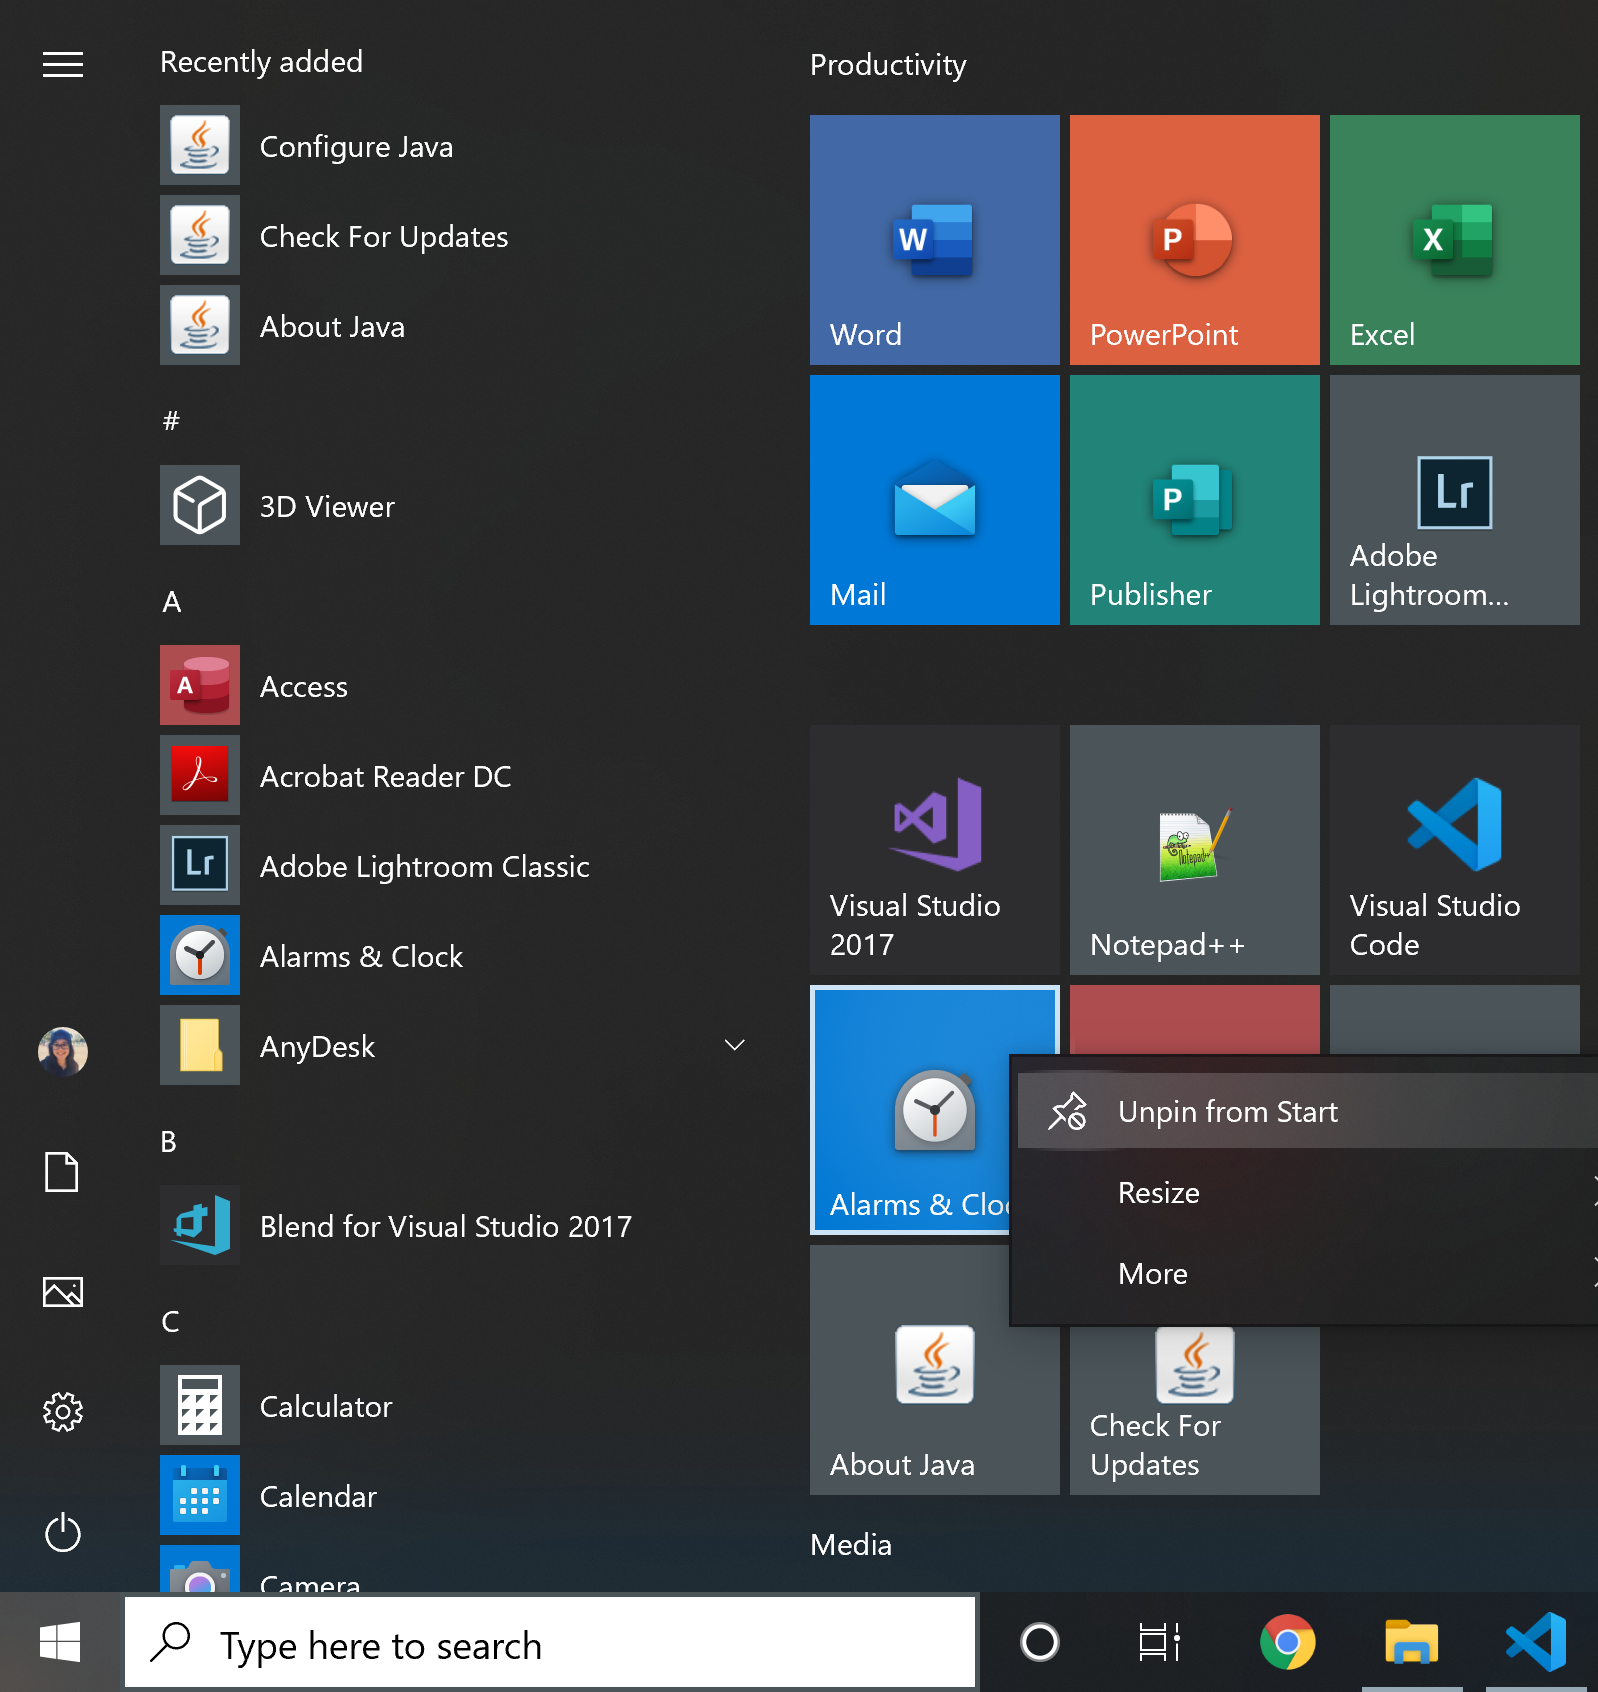 Recently added
Configure Java
Check For Updates
About Java
#
3D Viewer
A
A
Access
Acrobat Reader DC
Lr
Adobe Lightroom Classic
Alarms & Clock
AnyDesk
B
Blend for Visual Studio 2017
C
Calculator
Calendar
Camera
Productivity
W
Word
P
PowerPoint
X
Excel
Mail
P
Publisher
Lr
Adobe
Lightroom...
Visual Studio
2017
Notepad++
Notepad++
Visual Studio
Code
Alarms & Cloc
Unpin from Start
Resize
More
About Java
Check For
Updates
Media
Type here to search